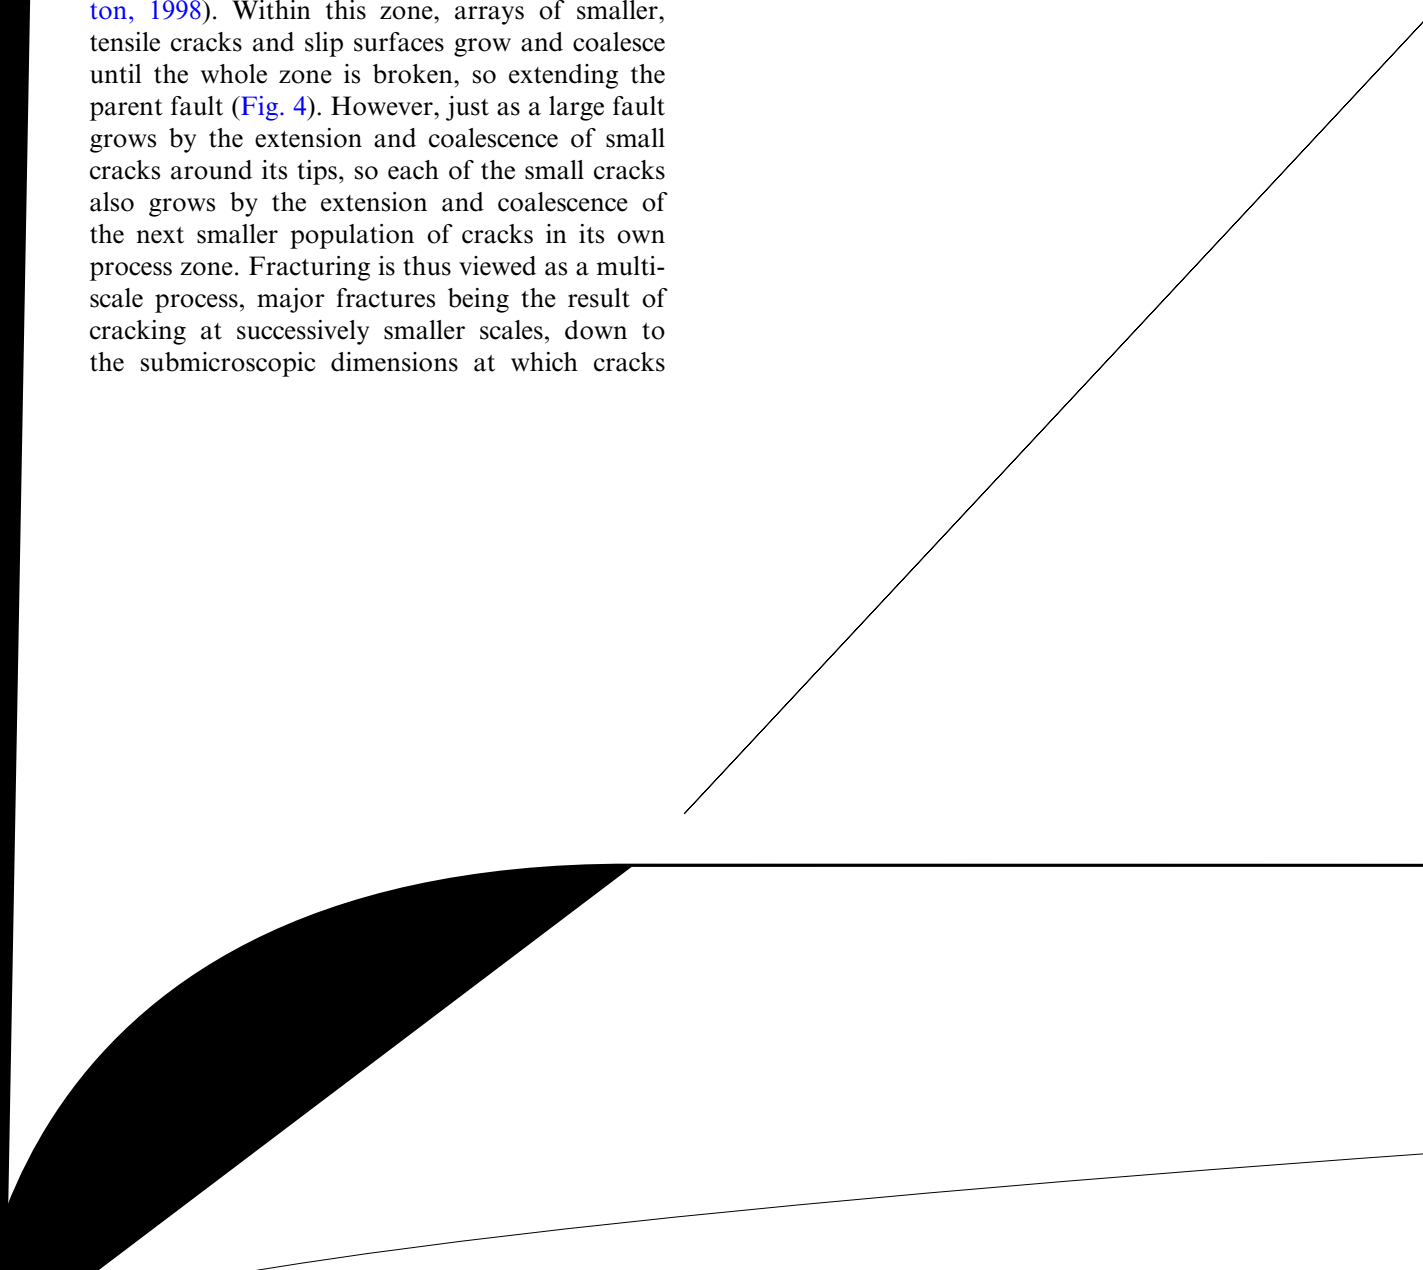 ton, 1998). Within this zone, arrays of smaller,
tensile cracks and slip surfaces grow and coalesce
until the whole zone is broken, so extending the
parent fault (Fig. 4). However, just as a large fault
grows by the extension and coalescence of small
cracks around its tips, so each of the small cracks
also grows by the extension and coalescence of
the next smaller population of cracks in its own
process zone. Fracturing is thus viewed as a multi-
scale process, major fractures being the result of
cracking at successively smaller scales, down to
the submicroscopic dimensions at which cracks